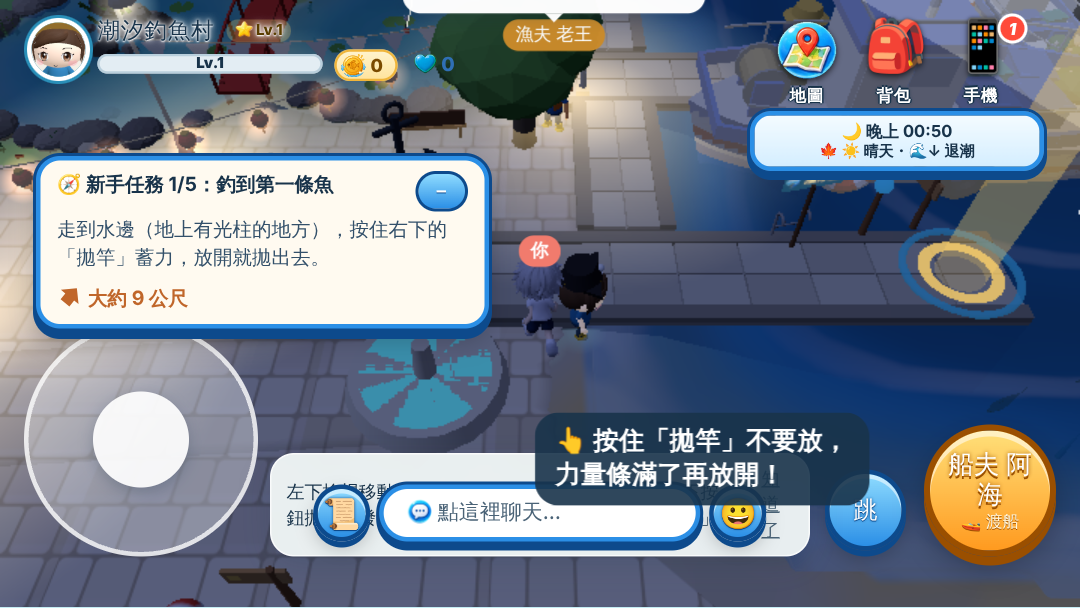 潮汐釣魚村
⭐ Lv.1
Lv.1
0
0
漁夫 老王
地圖
背包
手機
1
🌙 晚上 00:50
🍁 ☀️ 晴天 · 🌊↓ 退潮
🧭 新手任務 1/5：釣到第一條魚
−
走到水邊（地上有光柱的地方），按住右下的
「拋竿」蓄力，放開就拋出去。
大約 9 公尺
你
👆 按住「拋竿」不要放，
力量條滿了再放開！
左下
移動
鈕
💬 點這裡聊天…
了
跳
船夫 阿
海
🚤 渡船